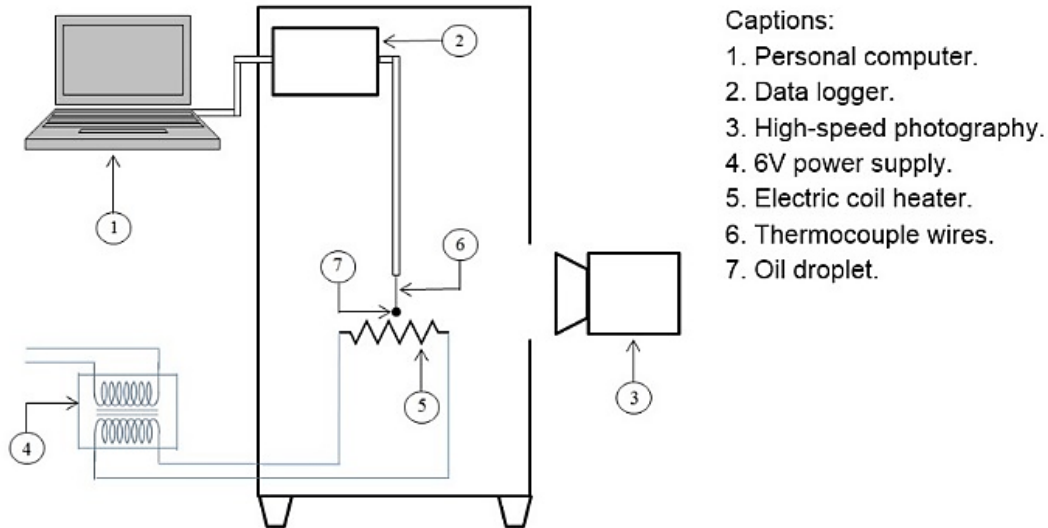 Captions:
1. Personal computer.
2. Data logger.
3. High-speed photography.
4. 6V power supply.
5. Electric coil heater.
6. Thermocouple wires.
7. Oil droplet.
2
1
7
6
5
3
4